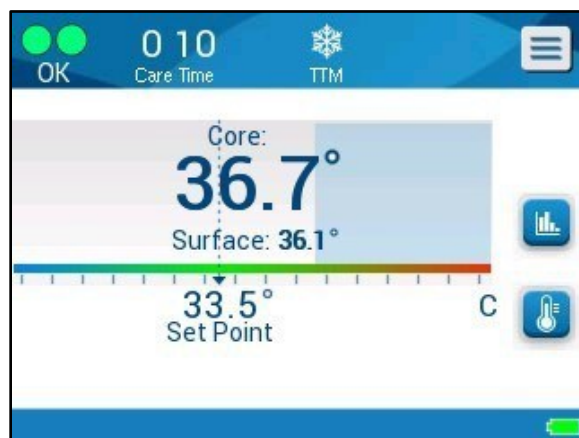 OK
0 10
Care Time
TTM
Core:
36.7°
Surface: 36.1°
33.5°
Set Point
C